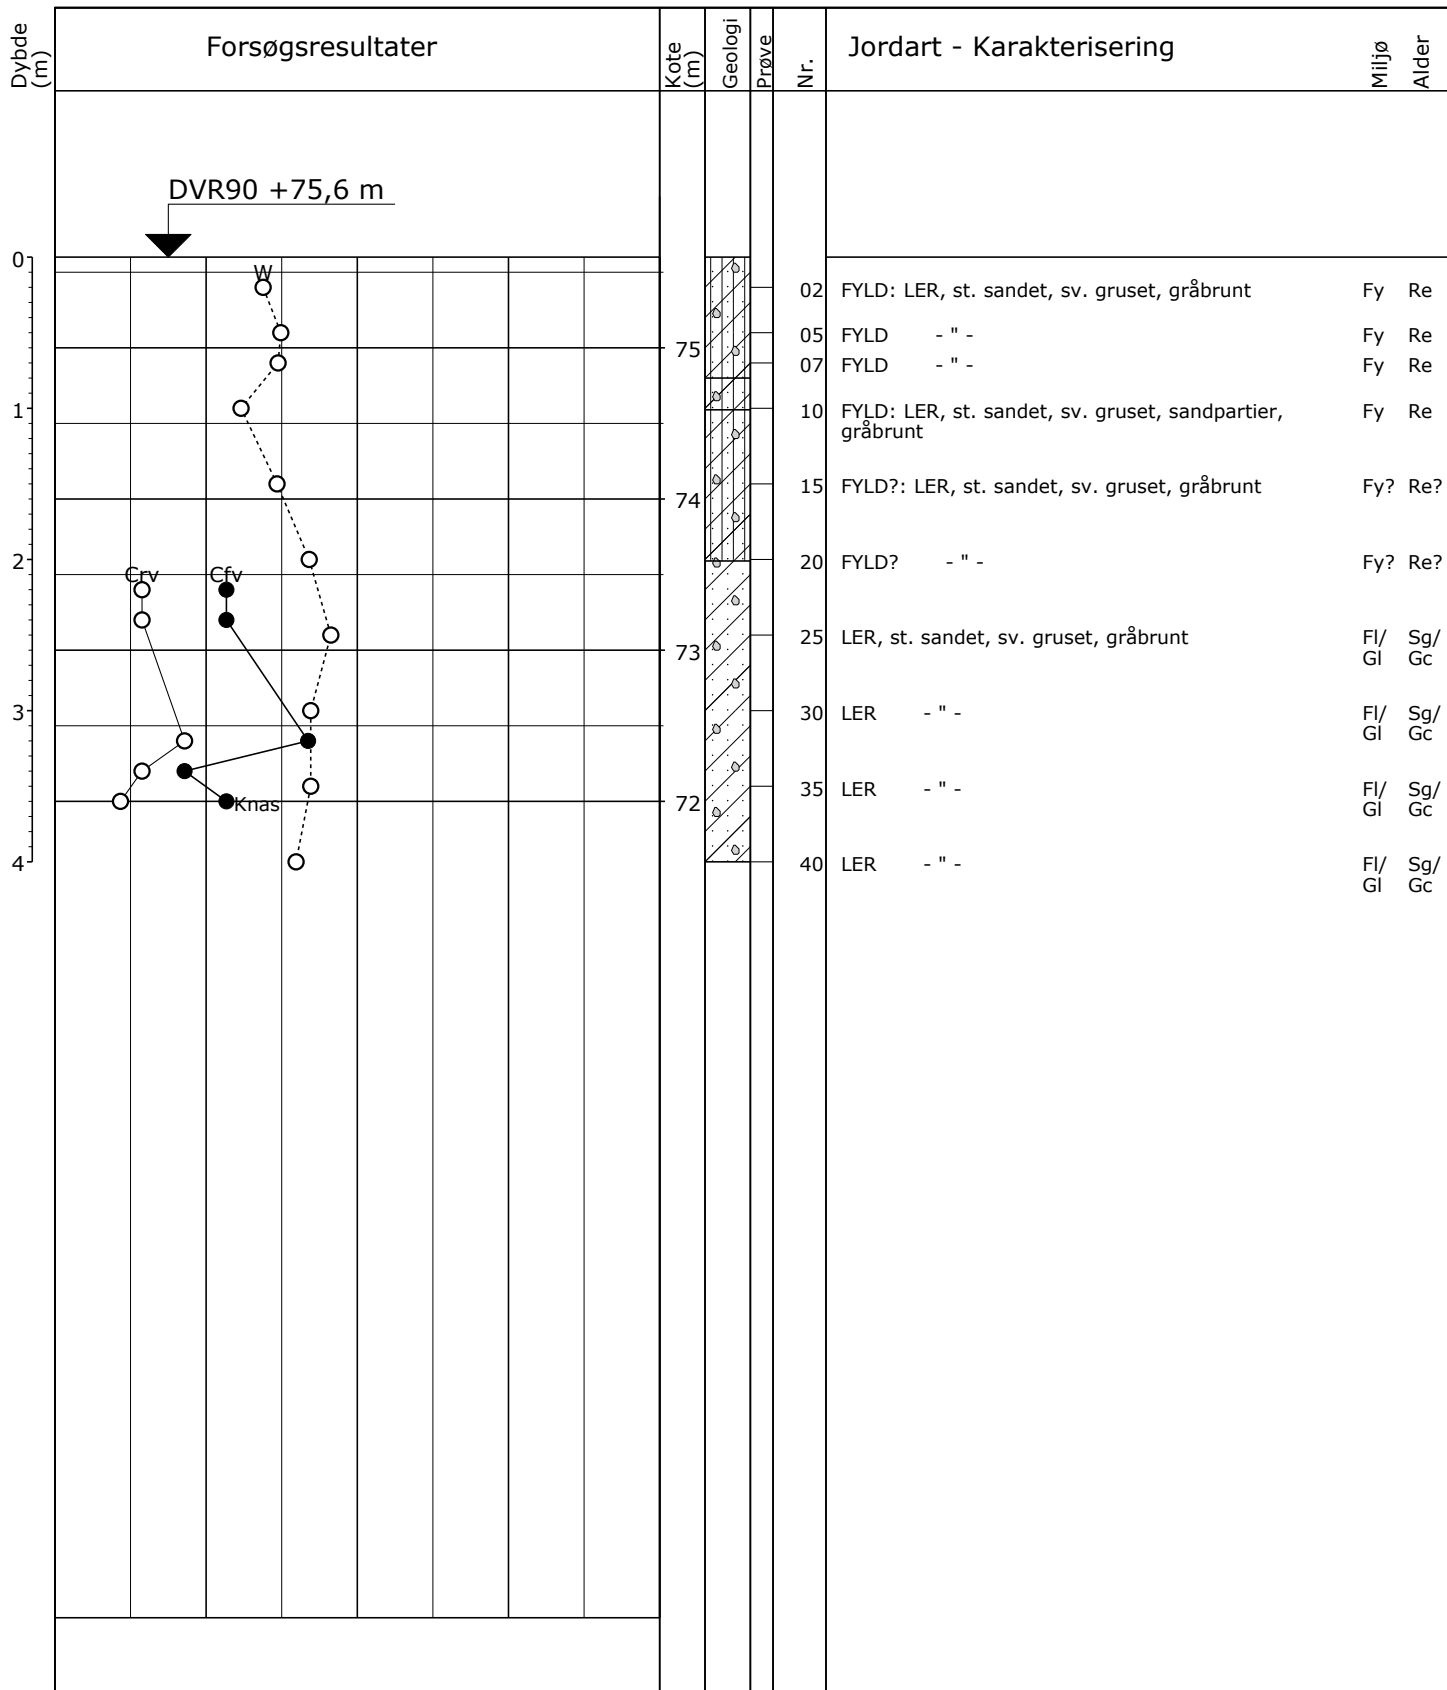 Dybde (m)
Forsøgsresultater
Kote (m)
Geologi
Prøve
Nr.
Jordart - Karakterisering
Miljø
Alder
DVR90 +75,6 m
0
W
02 FYLD: LER, st. sandet, sv. gruset, gråbrunt Fy Re
05 FYLD - " - Fy Re
75
07 FYLD - " - Fy Re
1
10 FYLD: LER, st. sandet, sv. gruset, sandpartier, Fy Re
gråbrunt
15 FYLD?: LER, st. sandet, sv. gruset, gråbrunt Fy? Re?
74
2
20 FYLD? - " - Fy? Re?
Crv Cfv
25 LER, st. sandet, sv. gruset, gråbrunt Fl/ Sg/
Gl Gc
73
3
30 LER - " - Fl/ Sg/
Gl Gc
35 LER - " - Fl/ Sg/
Gl Gc
Knas
72
4
40 LER - " - Fl/ Sg/
Gl Gc